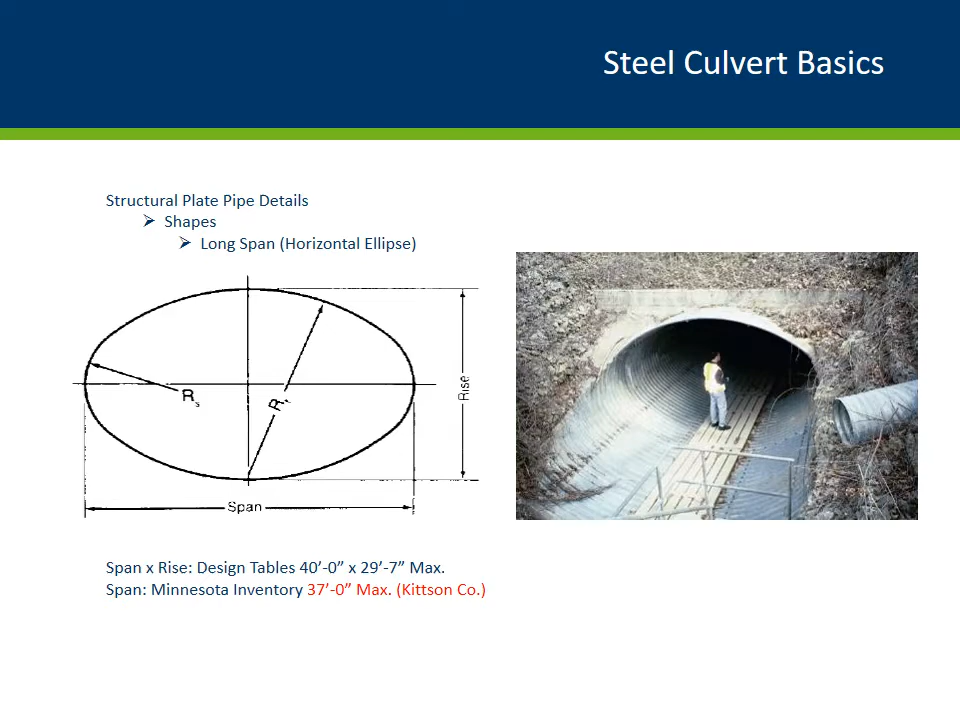 Steel Culvert Basics
Structural Plate Pipe Details
Shapes
Long Span (Horizontal Ellipse)
Rs
Rt
Rise
Span
Span x Rise: Design Tables 40’-0” x 29’-7” Max.
Span: Minnesota Inventory 37’-0” Max. (Kittson Co.)